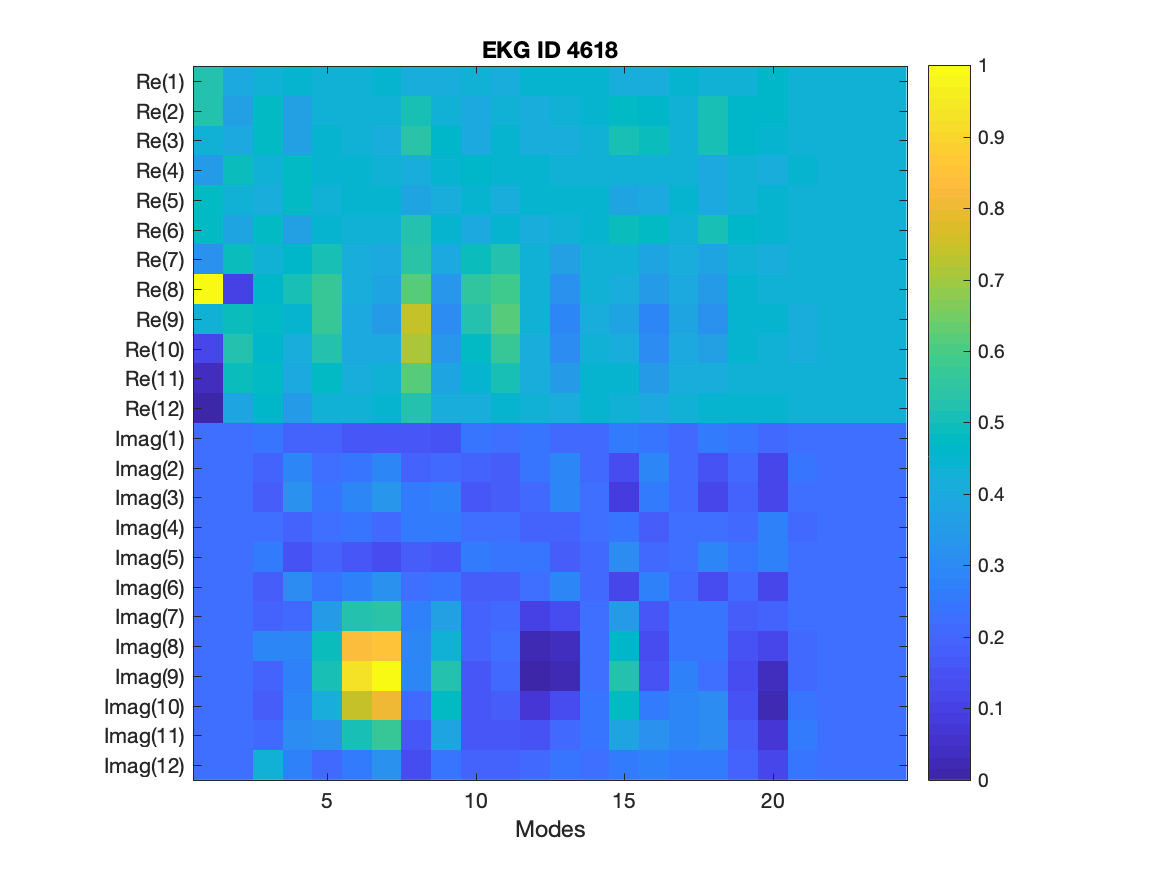 EKG ID 4618
Re(1)
Re(2)
Re(3)
Re(4)
Re(5)
Re(6)
Re(7)
Re(8)
Re(9)
Re(10)
Re(11)
Re(12)
Imag(1)
Imag(2)
Imag(3)
Imag(4)
Imag(5)
Imag(6)
Imag(7)
Imag(8)
Imag(9)
Imag(10)
Imag(11)
Imag(12)
5 10 15 20
Modes
1
0.9
0.8
0.7
0.6
0.5
0.4
0.3
0.2
0.1
0